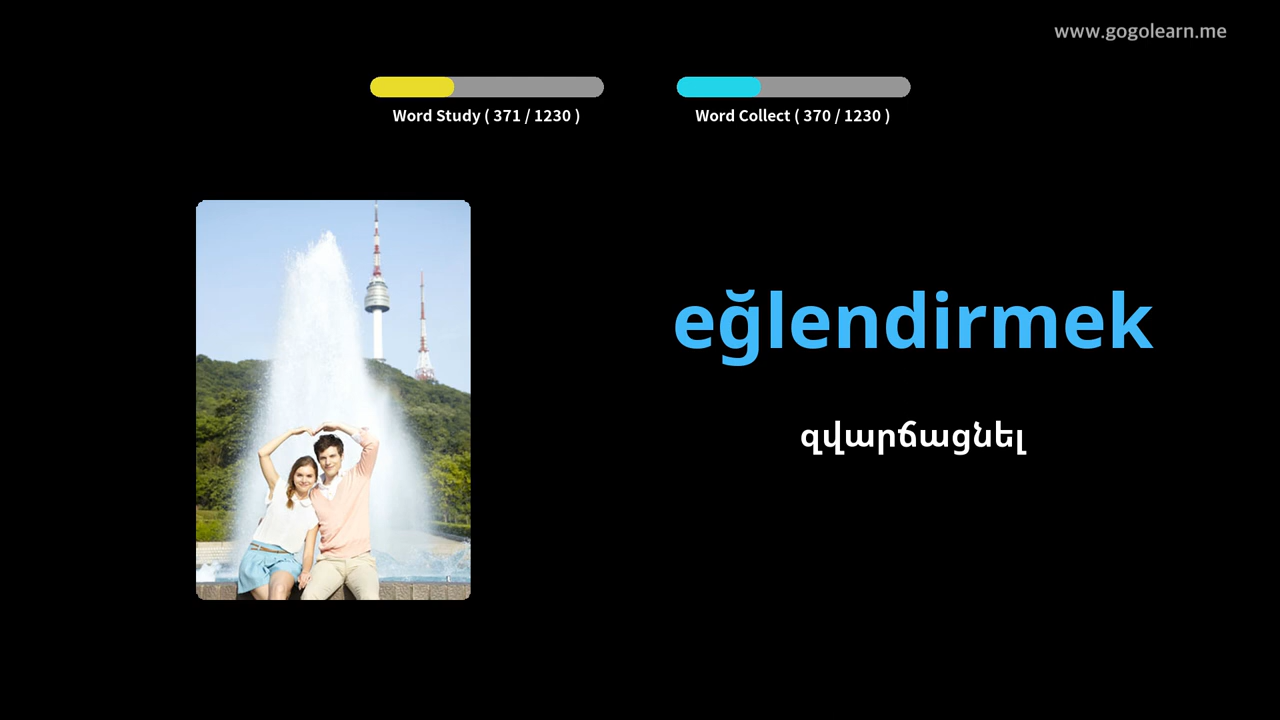 www.gogolearn.me
Word Study ( 371 / 1230 )
Word Collect ( 370 / 1230 )
eğlendirmek
զվարճացնել